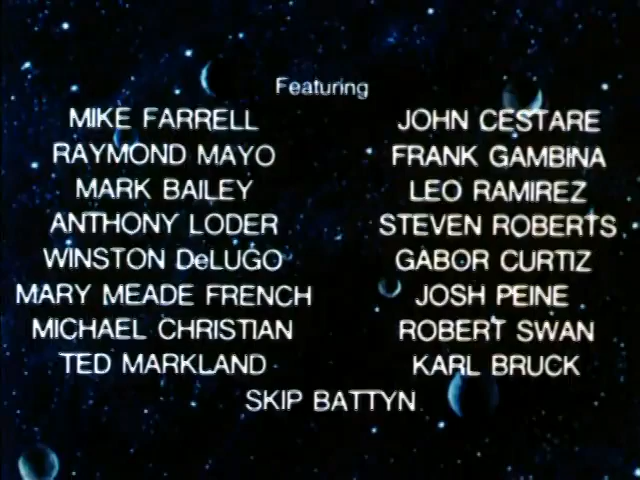 Featuring
MIKE FARRELL JOHN CESTARE
RAYMOND MAYO FRANK GAMBINA
MARK BAILEY LEO RAMIREZ
ANTHONY LODER STEVEN ROBERTS
WINSTON DeLUGO GABOR CURTIZ
MARY MEADE FRENCH JOSH PEINE
MICHAEL CHRISTIAN ROBERT SWAN
TED MARKLAND KARL BRUCK
SKIP BATTYN